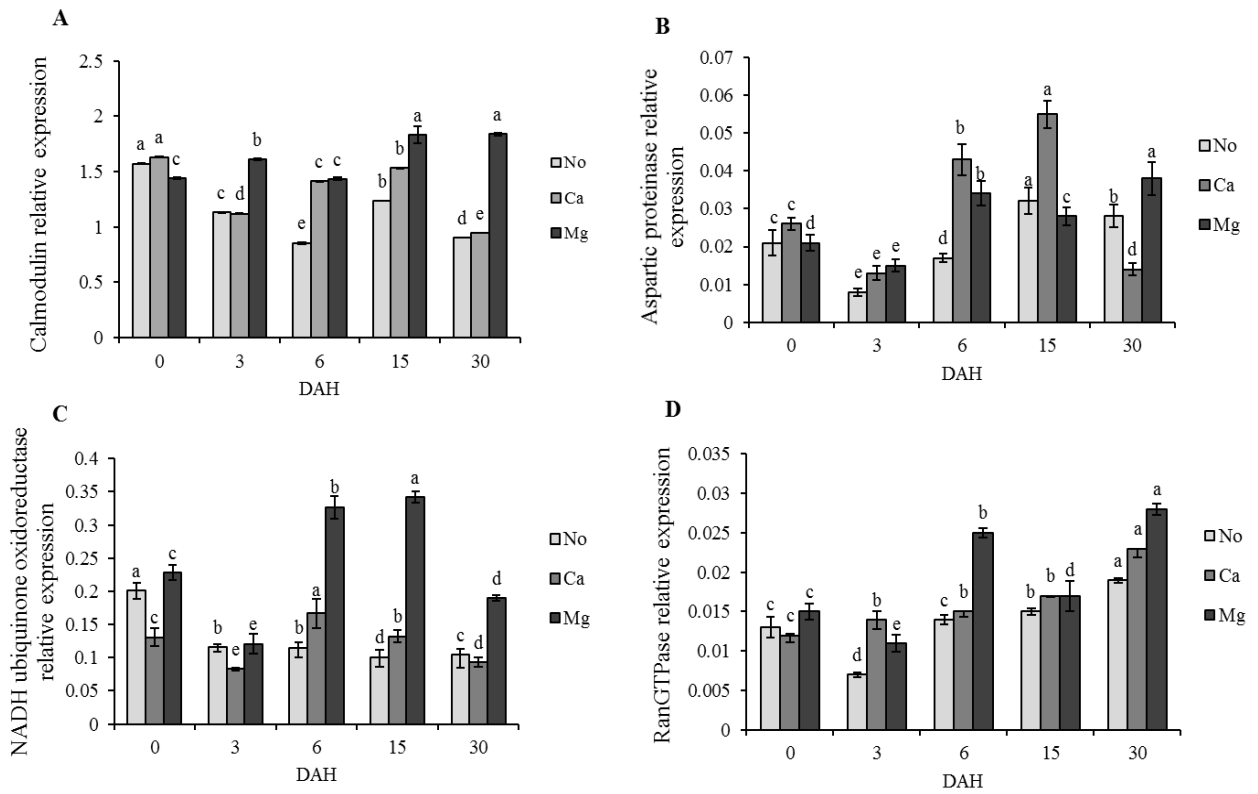 A
Calmodulin relative expression
2.5
2
1.5
1
0.5
0
a a c
c d b
e c c
b b a
d e a
0 3 6 15 30
DAH
No
Ca
Mg
B
Aspartic proteinase relative
expression
0.07
0.06
0.05
0.04
0.03
0.02
0.01
0
c c d
e e e
d b b
a a c
b d a
0 3 6 15 30
DAH
No
Ca
Mg
C
NADH ubiquinone oxidoreductase
relative expression
0.4
0.35
0.3
0.25
0.2
0.15
0.1
0.05
0
a c c
b e e
b a b
d b a
c d d
0 3 6 15 30
DAH
No
Ca
Mg
D
RanGTPase relative expression
0.035
0.03
0.025
0.02
0.015
0.01
0.005
0
c c c
d b e
c b b
b b d
a a a
0 3 6 15 30
DAH
No
Ca
Mg